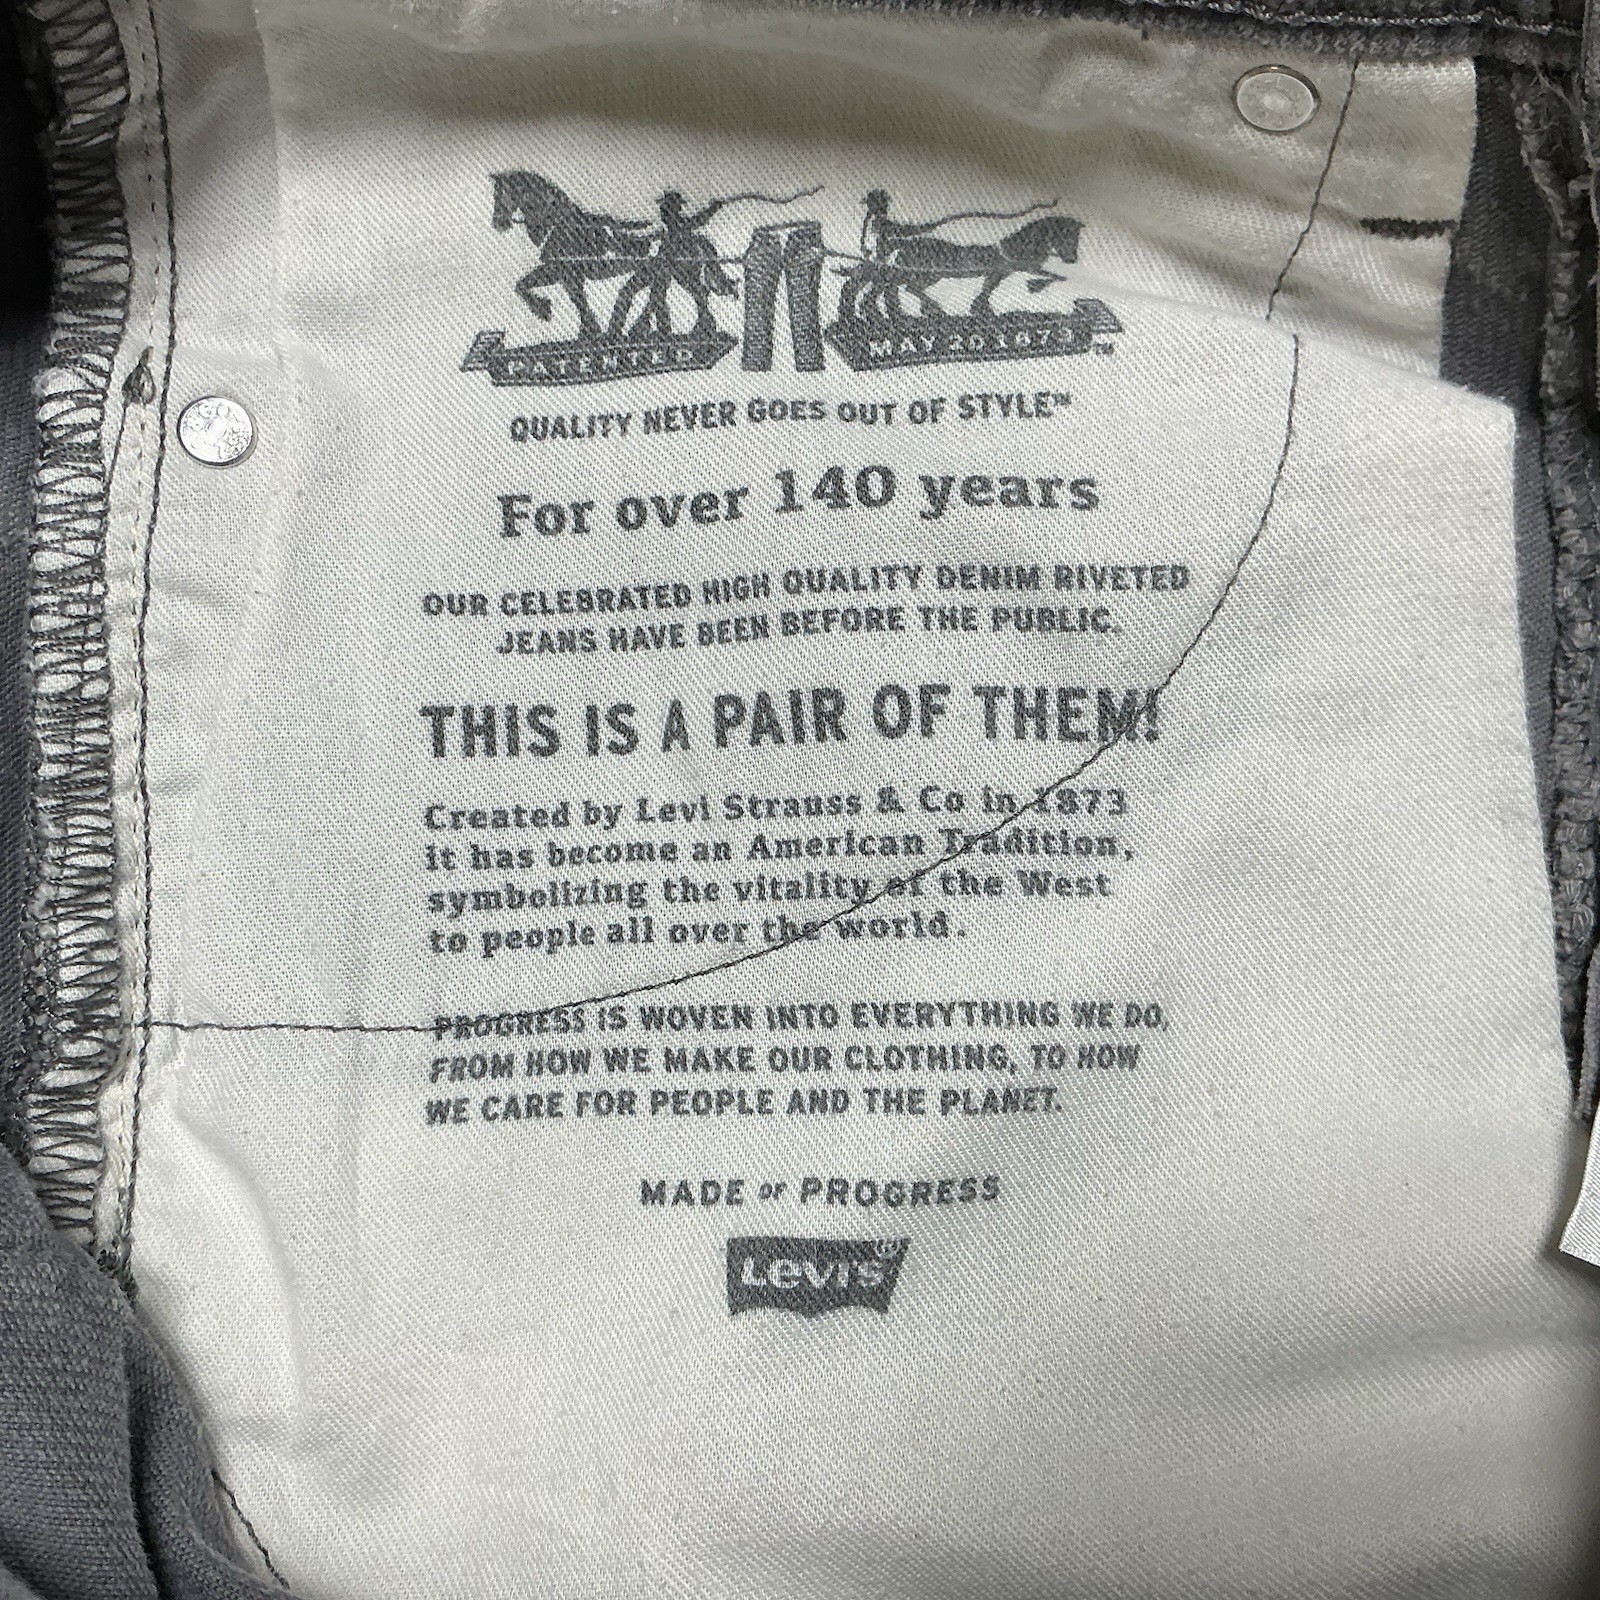 PATENTED MAY 20 1873 ™
QUALITY NEVER GOES OUT OF STYLE™
For over 140 years
OUR CELEBRATED HIGH QUALITY DENIM RIVETED
JEANS HAVE BEEN BEFORE THE PUBLIC.
THIS IS A PAIR OF THEM!
Created by Levi Strauss & Co in 1873
it has become an American Tradition,
symbolizing the vitality of the West
to people all over the world.
PROGRESS IS WOVEN INTO EVERYTHING WE DO,
FROM HOW WE MAKE OUR CLOTHING, TO HOW
WE CARE FOR PEOPLE AND THE PLANET.
MADE OF PROGRESS
Levi's®